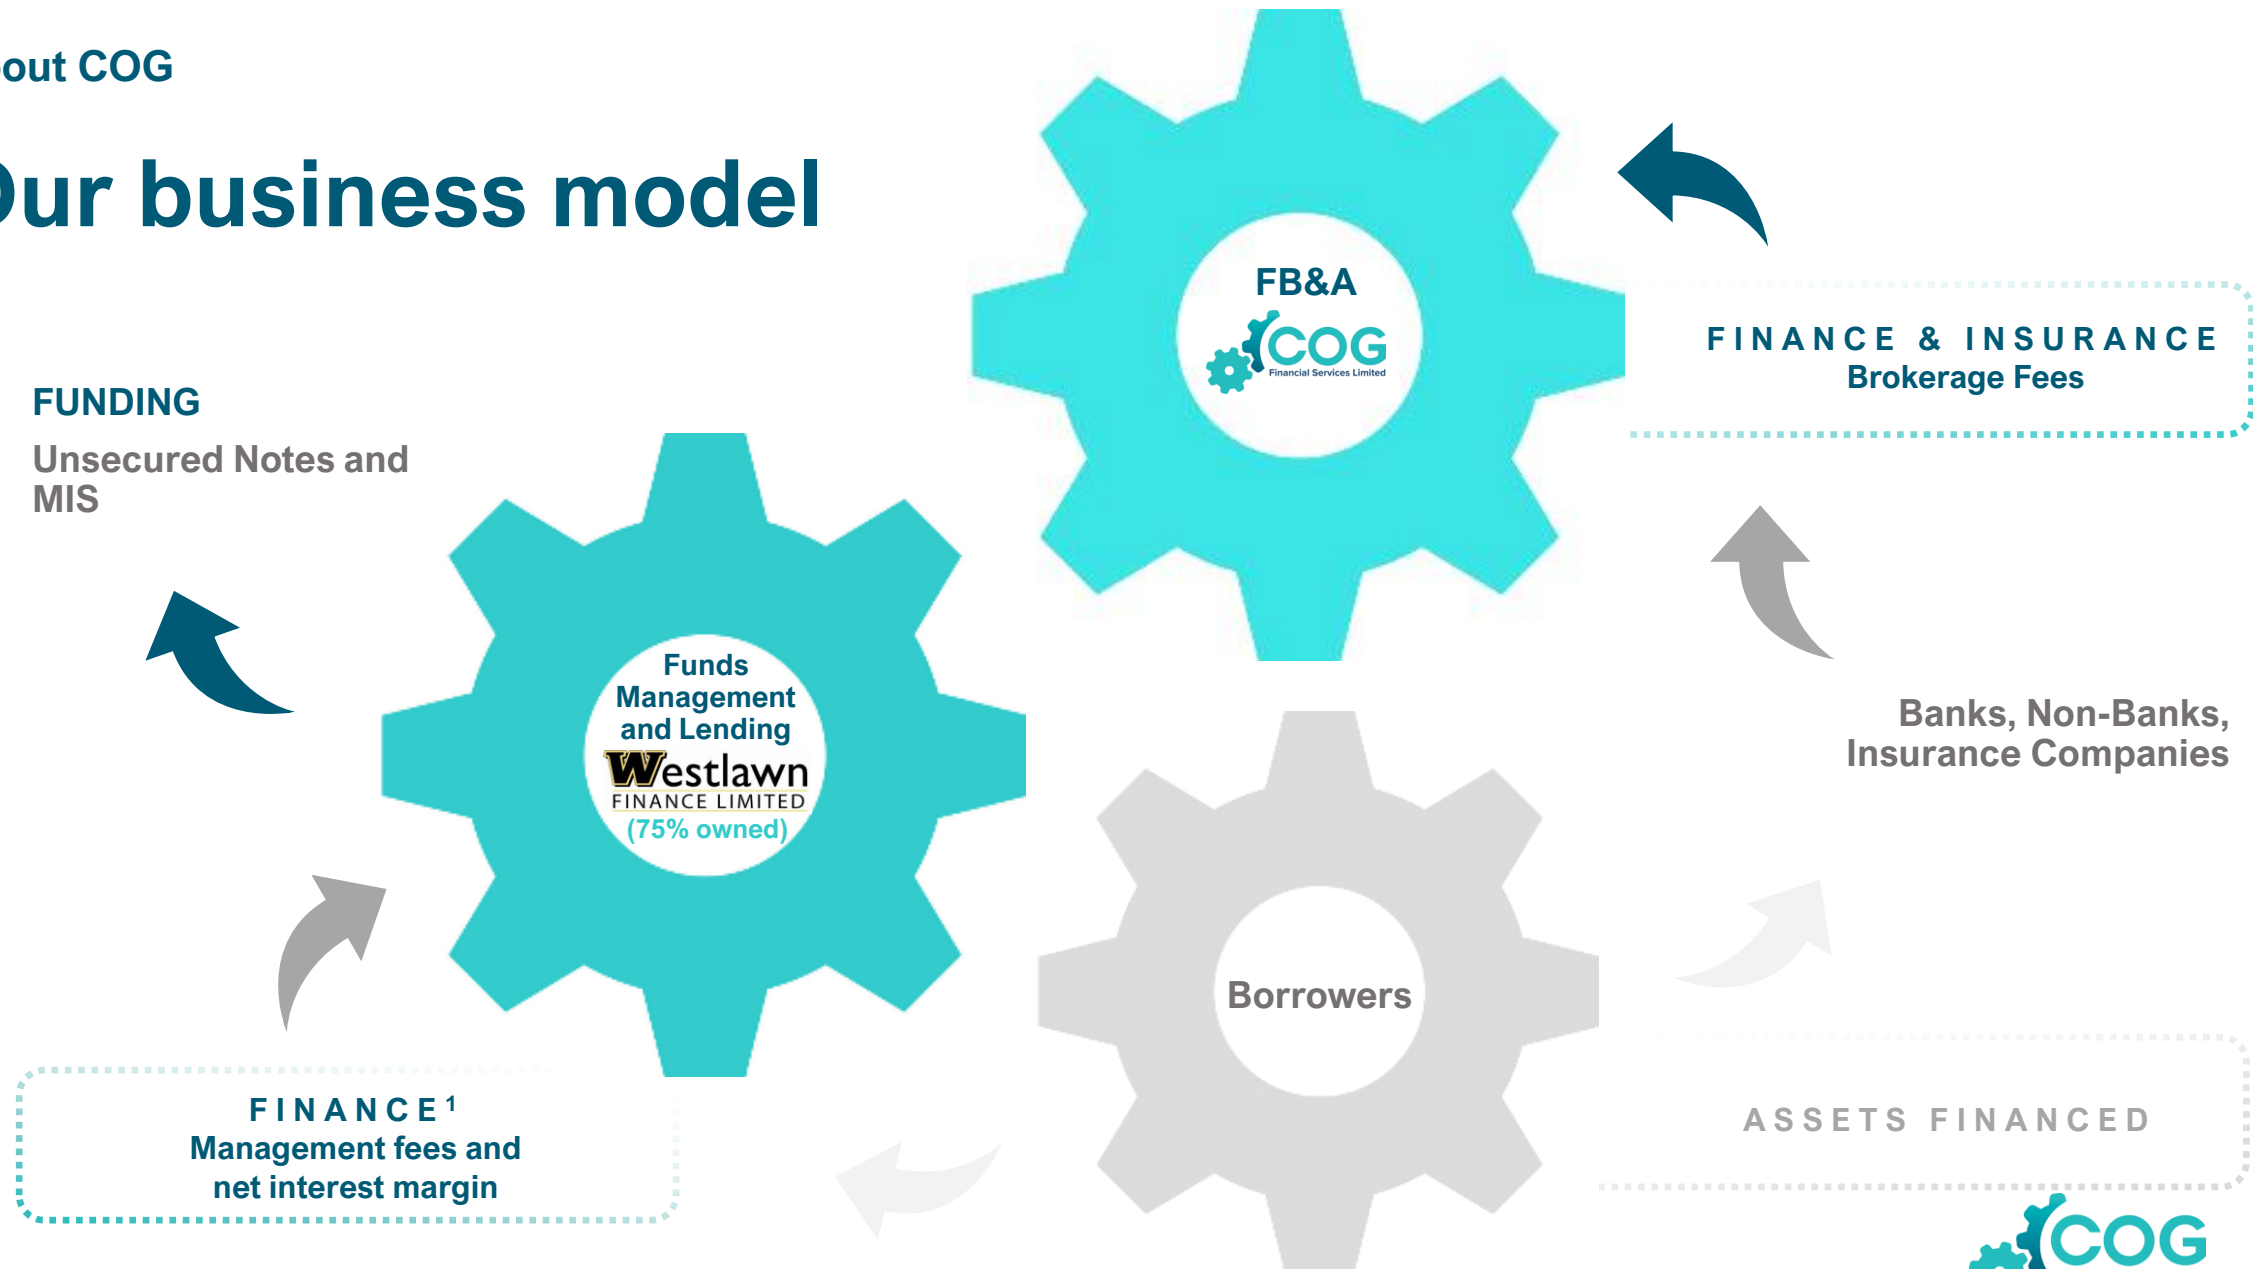 out COG
Our business model
FB&A
COG
Financial Services Limited
FINANCE & INSURANCE
Brokerage Fees
FUNDING
Unsecured Notes and
MIS
Funds
Management
and Lending
Westlawn
FINANCE LIMITED
(75% owned)
Banks, Non-Banks,
Insurance Companies
Borrowers
FINANCE¹
Management fees and
net interest margin
ASSETS FINANCED
COG